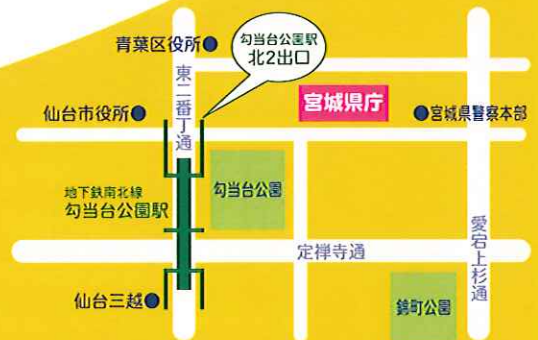 青葉区役所
勾当台公園駅
北2出口
東二番丁通
仙台市役所
宮城県庁
宮城県警察本部
地下鉄南北線
勾当台公園駅
勾当台公園
定禅寺通
愛宕上杉通
仙台三越
錦町公園